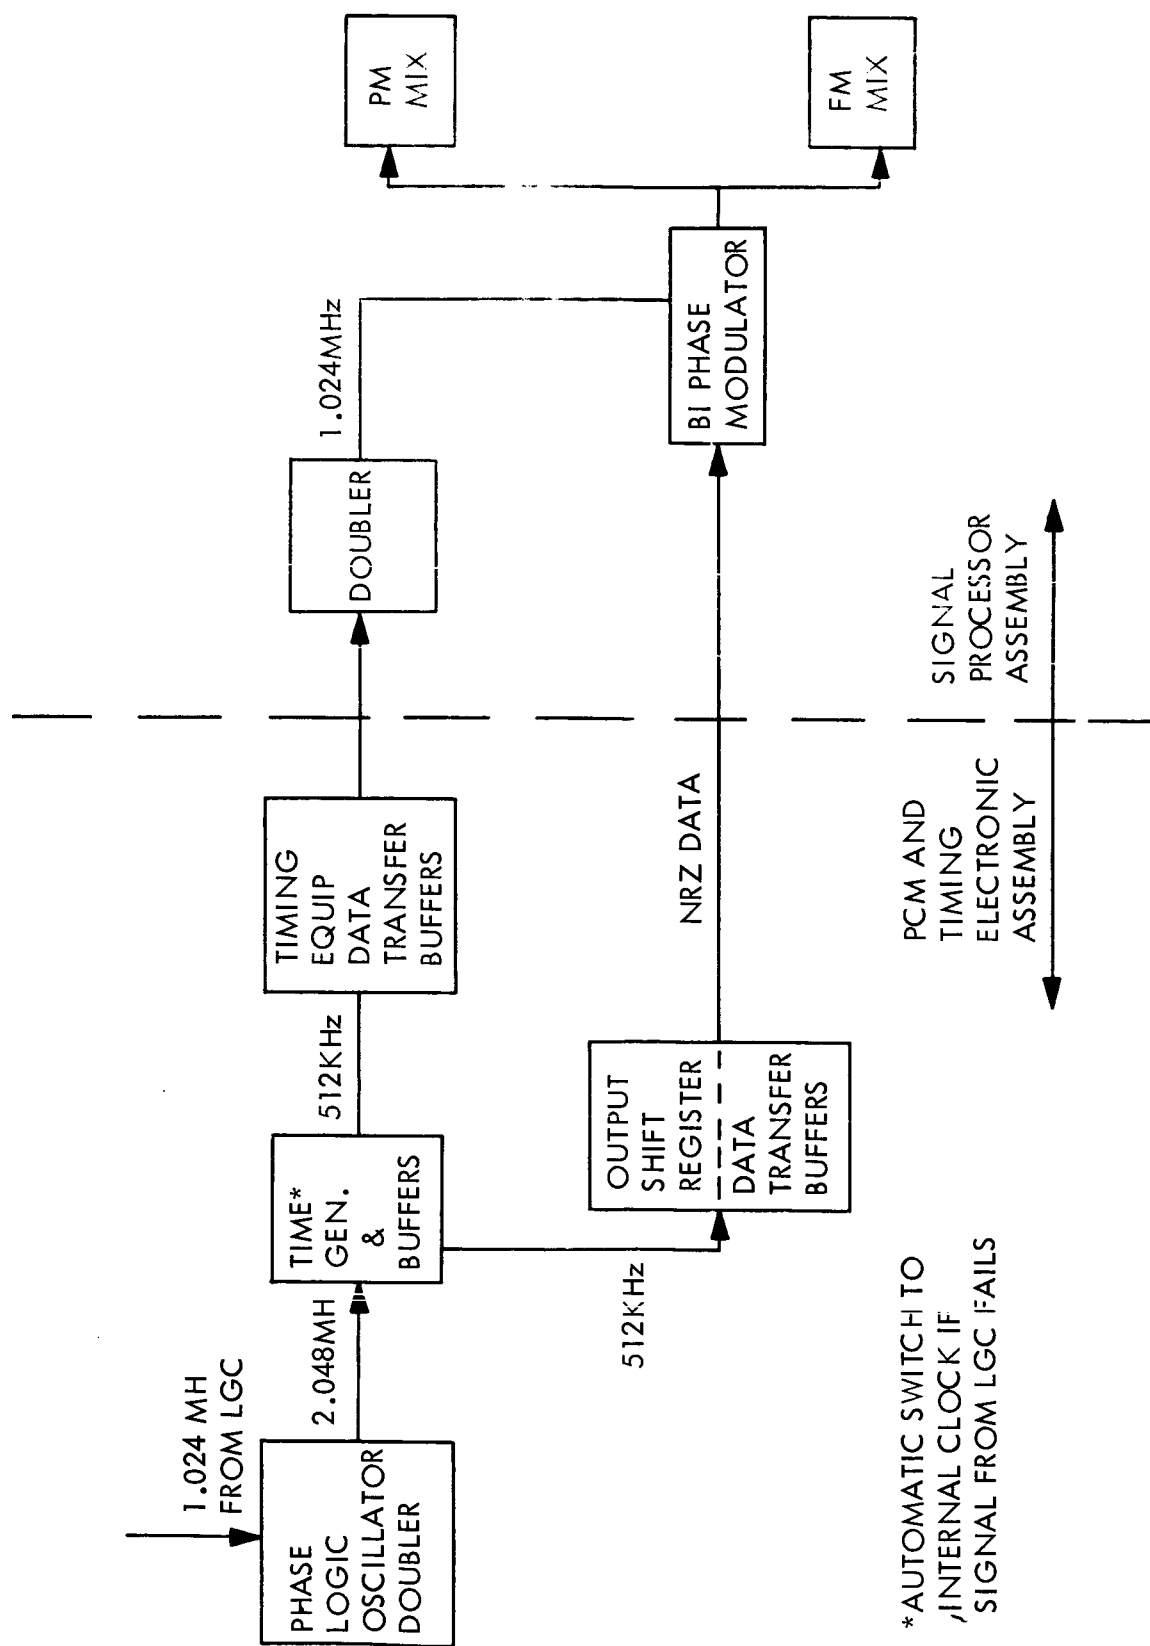 1.024 MH
FROM LGC
PHASE
LOGIC
OSCILLATOR
DOUBLER
2.048MH
TIME*
GEN.
&
BUFFERS
512KHz
TIMING
EQUIP
DATA
TRANSFER
BUFFERS
DOUBLER
1.024MHz
PM
MIX
512KHz
OUTPUT
SHIFT
REGISTER
DATA
TRANSFER
BUFFERS
NRZ DATA
BI PHASE
MODULATOR
FM
MIX
PCM AND
TIMING
ELECTRONIC
ASSEMBLY
SIGNAL
PROCESSOR
ASSEMBLY
*AUTOMATIC SWITCH TO
INTERNAL CLOCK IF
SIGNAL FROM LGC FAILS